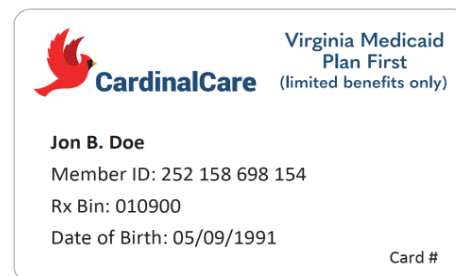 CardinalCare
Virginia Medicaid
Plan First
(limited benefits only)
Jon B. Doe
Member ID: 252 158 698 154
Rx Bin: 010900
Date of Birth: 05/09/1991
Card #